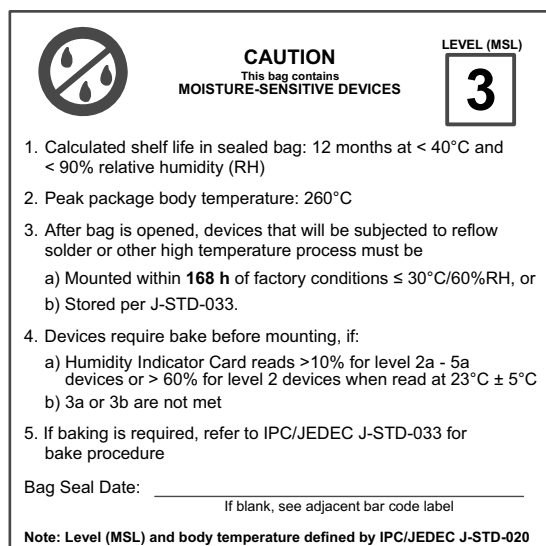 CAUTION
This bag contains
MOISTURE-SENSITIVE DEVICES
LEVEL (MSL)
3
1. Calculated shelf life in sealed bag: 12 months at < 40°C and
< 90% relative humidity (RH)
2. Peak package body temperature: 260°C
3. After bag is opened, devices that will be subjected to reflow
solder or other high temperature process must be
a) Mounted within 168 h of factory conditions ≤ 30°C/60%RH, or
b) Stored per J-STD-033.
4. Devices require bake before mounting, if:
a) Humidity Indicator Card reads >10% for level 2a - 5a
devices or > 60% for level 2 devices when read at 23°C ± 5°C
b) 3a or 3b are not met
5. If baking is required, refer to IPC/JEDEC J-STD-033 for
bake procedure
Bag Seal Date:
If blank, see adjacent bar code label
Note: Level (MSL) and body temperature defined by IPC/JEDEC J-STD-020